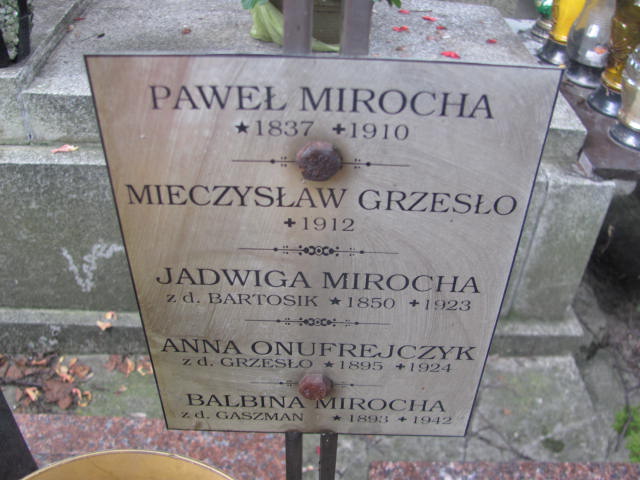 PAWEŁ MIROCHA
★1837 +1910
MIECZYSŁAW GRZESŁO
+1912
JADWIGA MIROCHA
z d. BARTOSIK ★1850 +1923
ANNA ONUFREJCZYK
z d. GRZESŁO ★1895 +1924
BALBINA MIROCHA
z d. GASZMAN ★1893 +1942